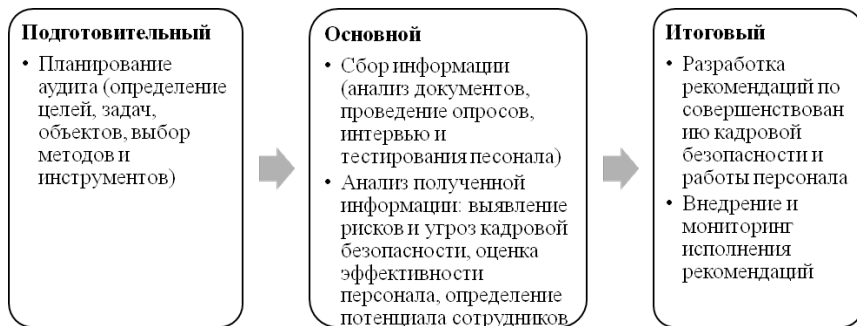 Подготовительный
• Планирование
аудита (определение
целей, задач,
объектов, выбор
методов и
инструментов)
Основной
• Сбор информации
(анализ документов,
проведение опросов,
интервью и
тестирования песонала)
• Анализ полученной
информации: выявление
рисков и угроз кадровой
безопасности, оценка
эффективности
персонала, определение
потенциала сотрудников
Итоговый
• Разработка
рекомендаций по
совершенствован
ию кадровой
безопасности и
работы персонала
• Внедрение и
мониторинг
исполнения
рекомендаций